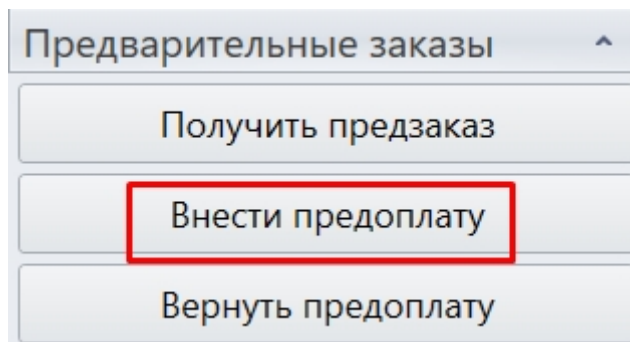 Предварительные заказы
Получить предзаказ
Внести предоплату
Вернуть предоплату